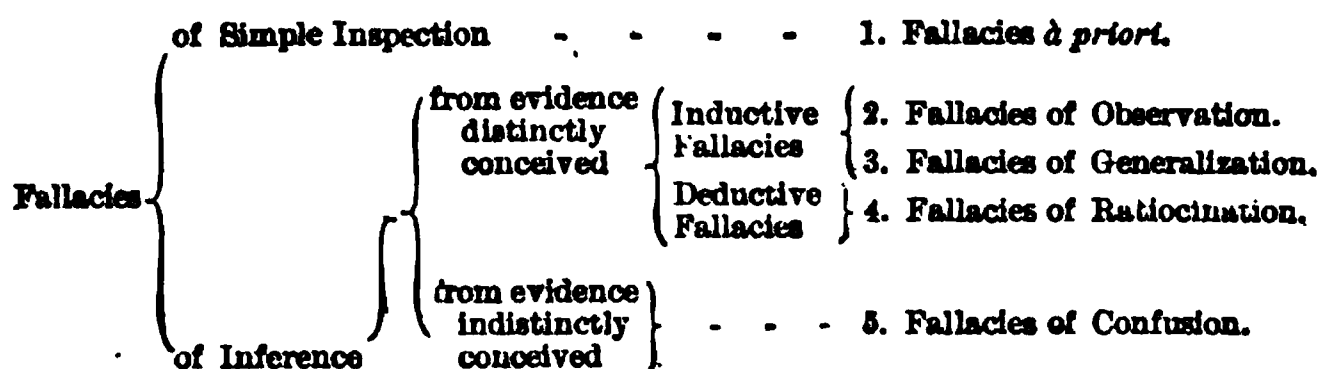 of Simple Inspection - - - - 1. Fallacies à priori.
from evidence
distinctly
conceived
Inductive
Fallacies
2. Fallacies of Observation.
3. Fallacies of Generalization.
Fallacies
Deductive
Fallacies
4. Fallacies of Ratiocination.
from evidence
indistinctly
conceived
- - - 5. Fallacies of Confusion.
of Inference